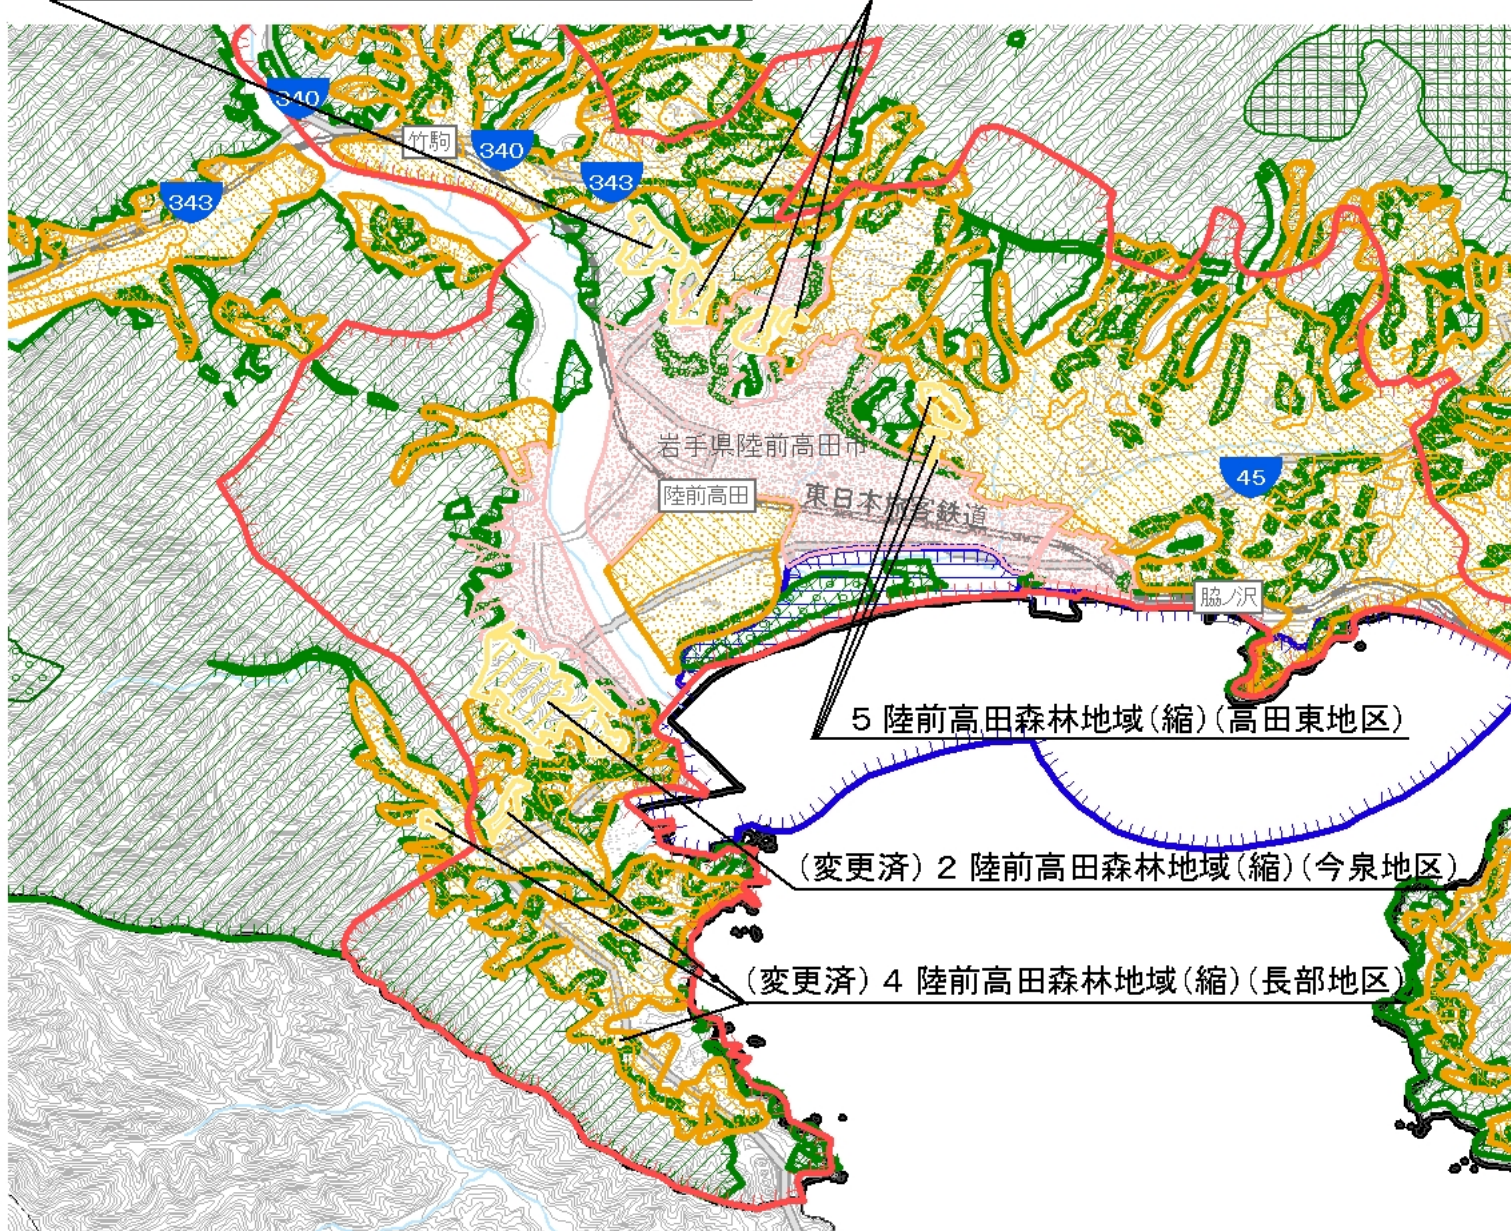 340
竹駒
340
343
343
岩手県陸前高田市
45
陸前高田
東日本旅客鉄道
脇ノ沢
5 陸前高田森林地域(縮)(高田東地区)
(変更済) 2 陸前高田森林地域(縮)(今泉地区)
(変更済) 4 陸前高田森林地域(縮)(長部地区)